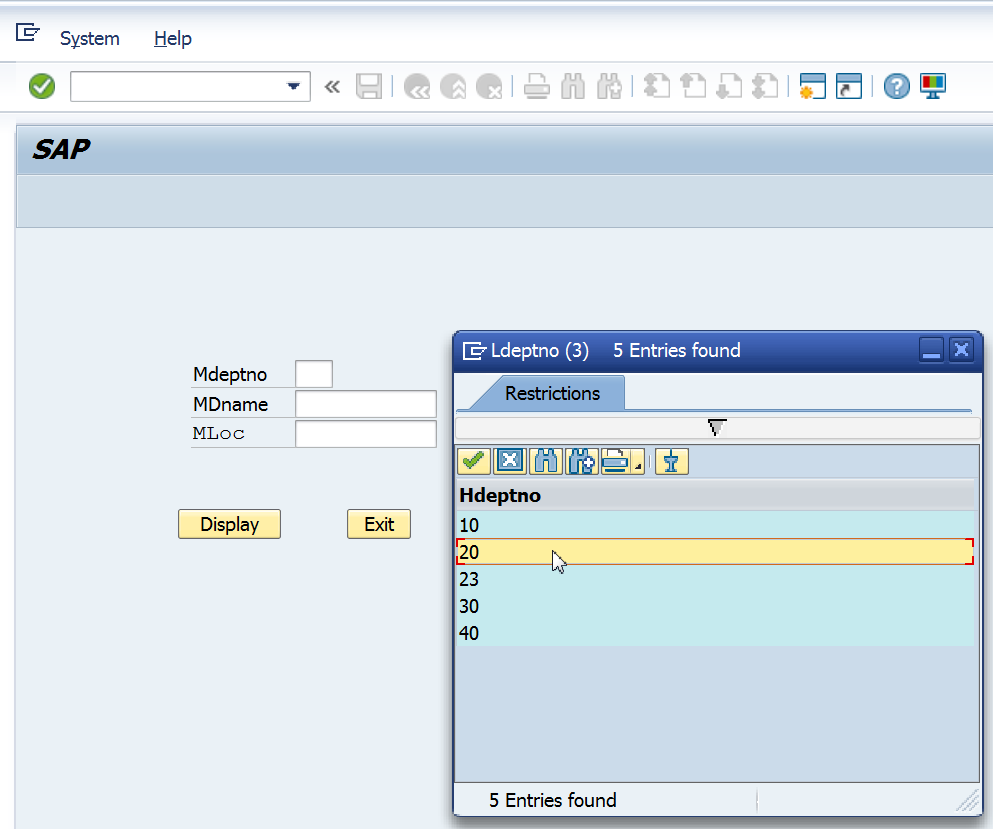 System Help
SAP
Mdeptno
MDname
MLoc
Display Exit
Ldeptno (3) 5 Entries found
Restrictions
Hdeptno
10
20
23
30
40
5 Entries found